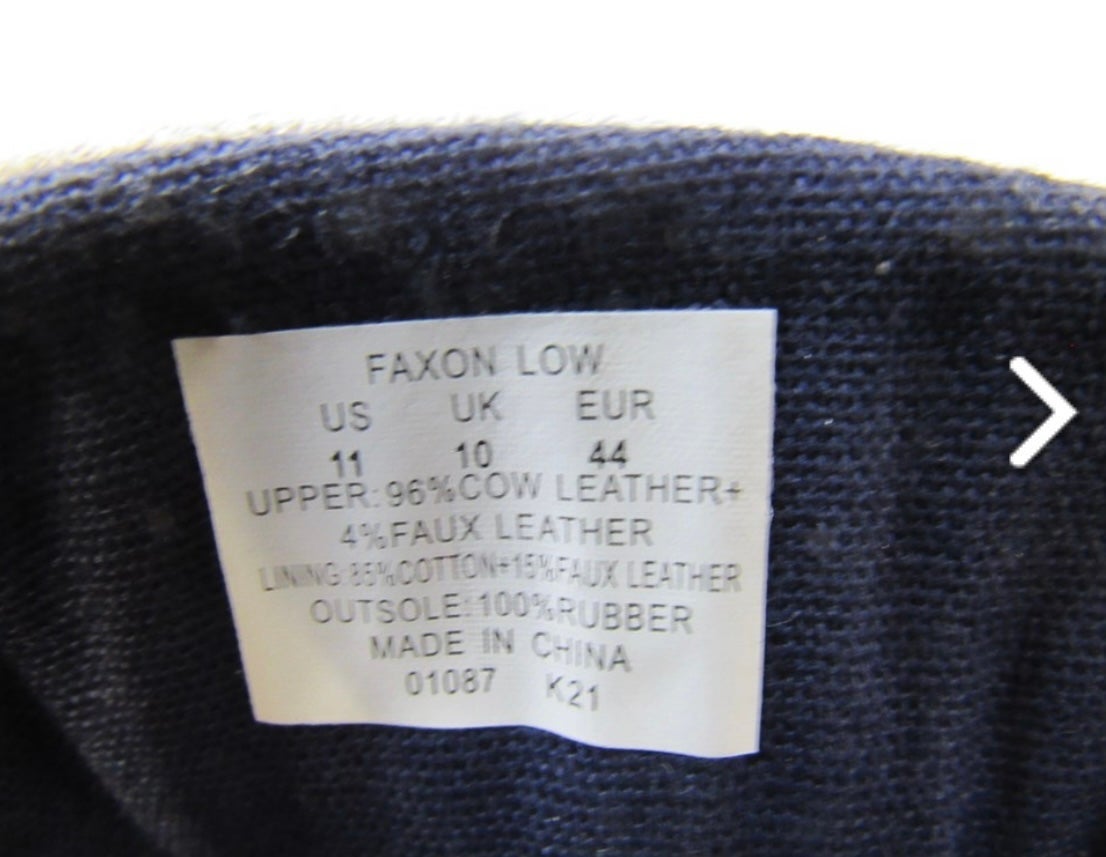 FAXON LOW
US UK EUR
11 10 44
UPPER: 96%COW LEATHER+
4%FAUX LEATHER
LINING: 85%COTTON+15%FAUX LEATHER
OUTSOLE: 100%RUBBER
MADE IN CHINA
01087 K21